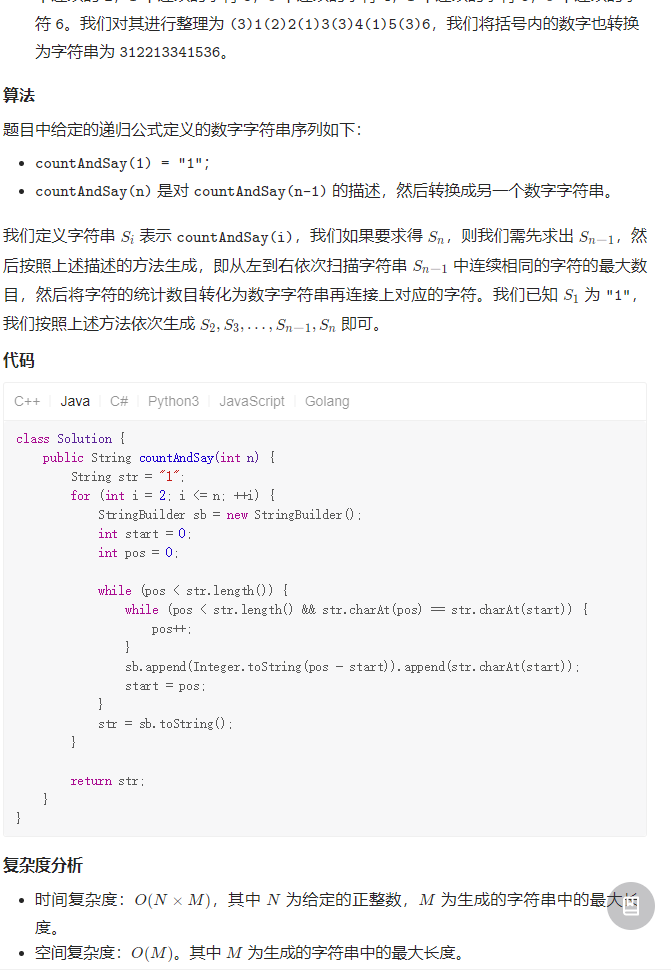 符 6。我们对其进行整理为 (3)1(2)2(1)3(3)4(1)5(3)6，我们将括号内的数字也转换
为字符串为 312213341536。
算法
题目中给定的递归公式定义的数字字符串序列如下：
• countAndSay(1) = "1"；
• countAndSay(n) 是对 countAndSay(n-1) 的描述，然后转换成另一个数字字符串。
我们定义字符串 Sᵢ 表示 countAndSay(i)，我们如果要求得 Sₙ，则我们需先求出 Sₙ₋₁，然
后按照上述描述的方法生成，即从左到右依次扫描字符串 Sₙ₋₁ 中连续相同的字符的最大数
目，然后将字符的统计数目转化为数字字符串再连接上对应的字符。我们已知 S₁ 为 "1"，
我们按照上述方法依次生成 S₂, S₃, . . . , Sₙ₋₁, Sₙ 即可。
代码
C++ Java C# Python3 JavaScript Golang
class Solution {
    public String countAndSay(int n) {
        String str = "1";
        for (int i = 2; i <= n; ++i) {
            StringBuilder sb = new StringBuilder();
            int start = 0;
            int pos = 0;
            while (pos < str.length()) {
                while (pos < str.length() && str.charAt(pos) == str.charAt(start)) {
                    pos++;
                }
                sb.append(Integer.toString(pos - start)).append(str.charAt(start));
                start = pos;
            }
            str = sb.toString();
        }
        return str;
    }
}
复杂度分析
• 时间复杂度：O(N × M)，其中 N 为给定的正整数，M 为生成的字符串中的最大长
度。
• 空间复杂度：O(M)。其中 M 为生成的字符串中的最大长度。